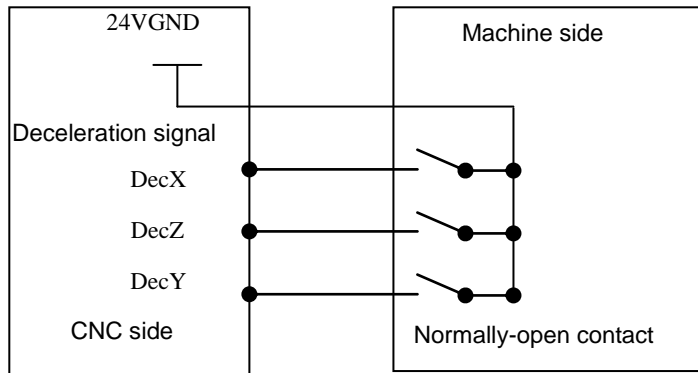 24VGND
Machine side
Deceleration signal
DecX
DecZ
DecY
CNC side
Normally-open contact